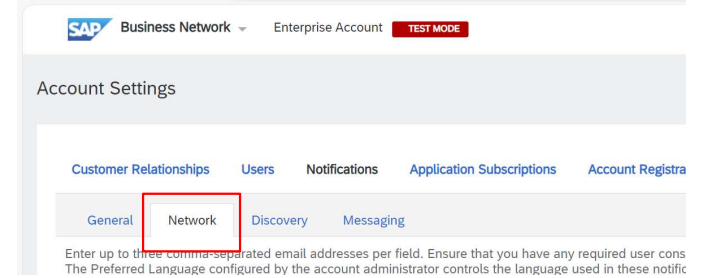 SAP Business Network Enterprise Account TEST MODE
Account Settings
Customer Relationships Users Notifications Application Subscriptions Account Registra
General Network Discovery Messaging
Enter up to three comma-separated email addresses per field. Ensure that you have any required user cons
The Preferred Language configured by the account administrator controls the language used in these notific